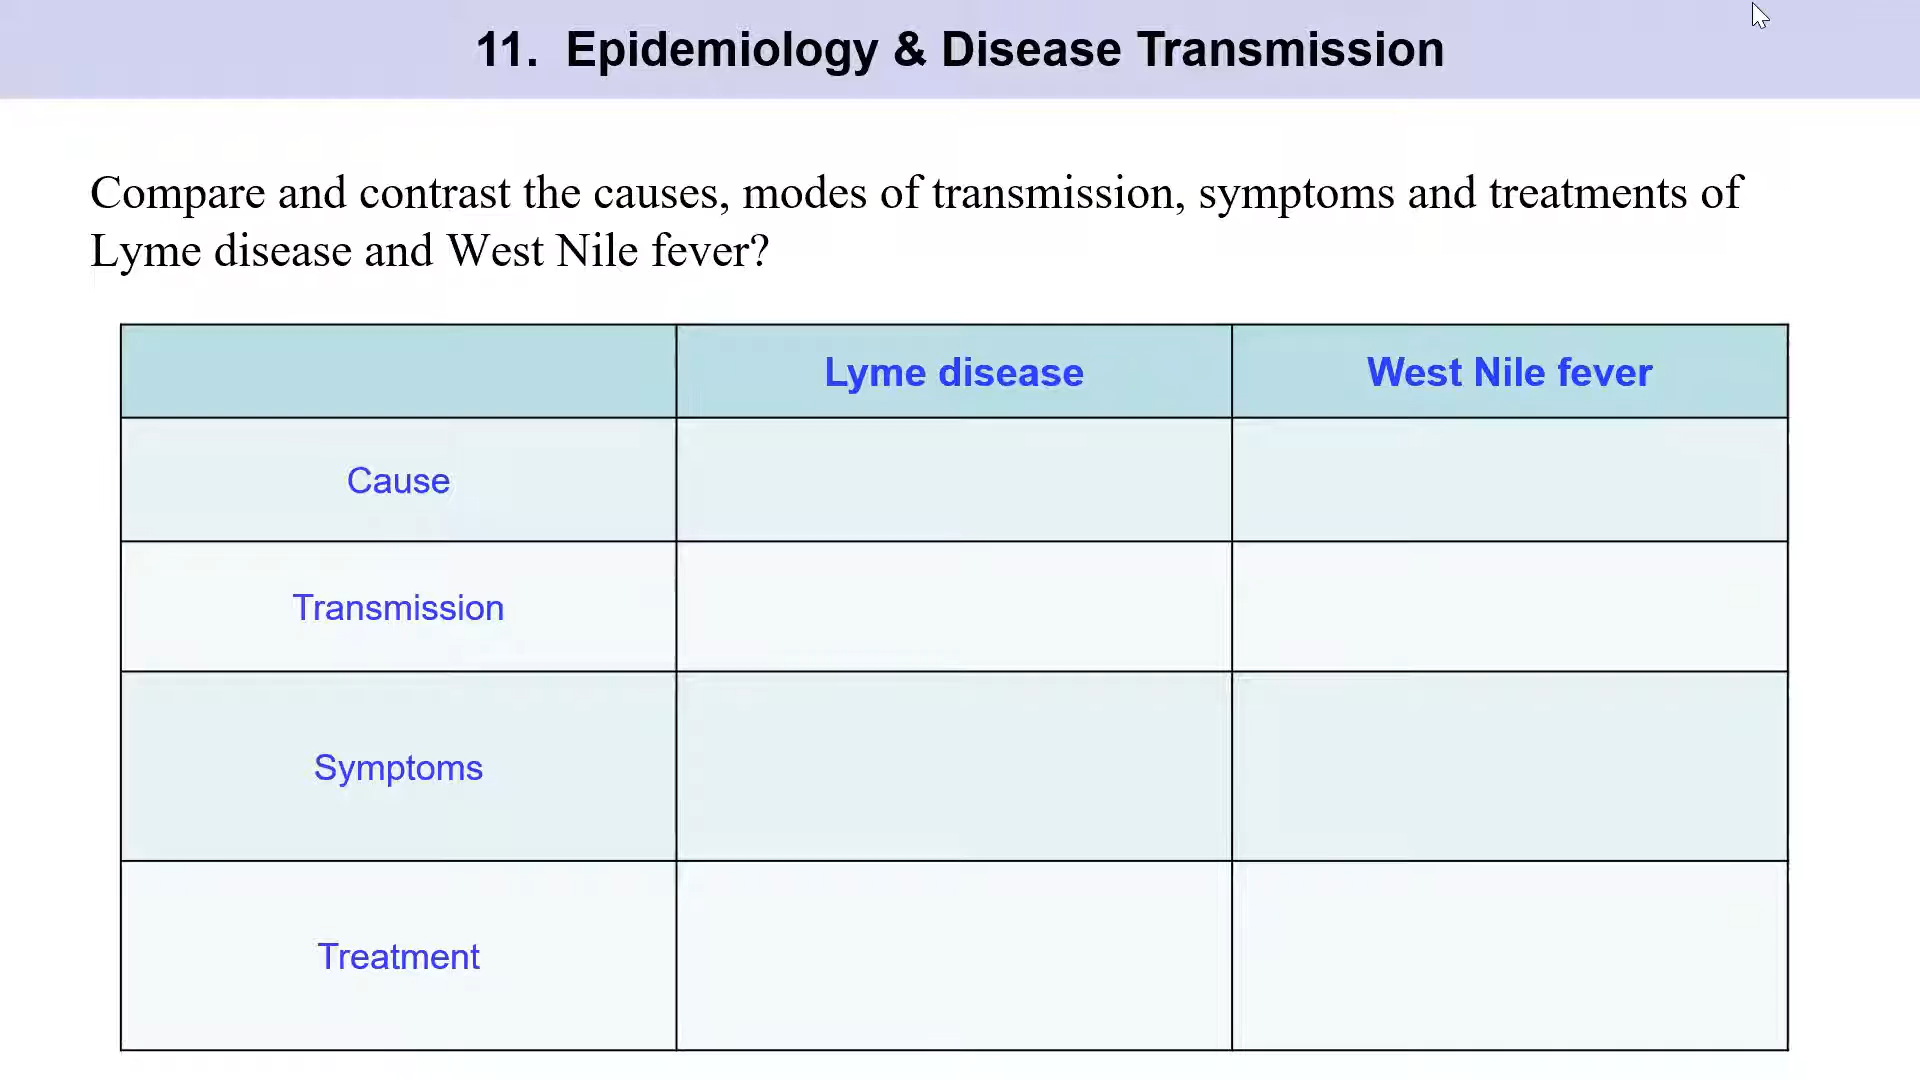 11. Epidemiology & Disease Transmission
Compare and contrast the causes, modes of transmission, symptoms and treatments of
Lyme disease and West Nile fever?
Lyme disease
West Nile fever
Cause
Transmission
Symptoms
Treatment